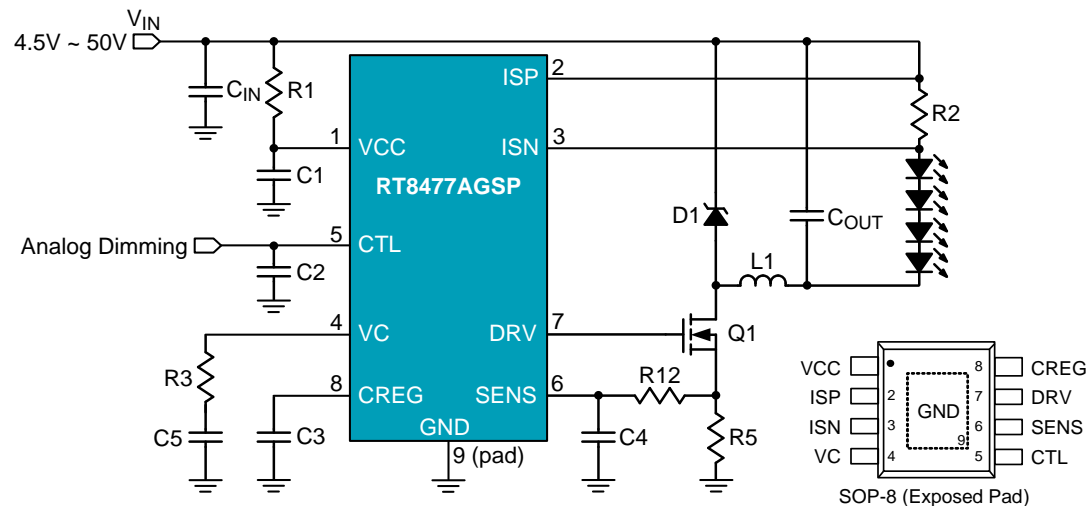 VIN
4.5V ~ 50V
CIN
R1
2
ISP
R2
1
VCC
3
ISN
C1
RT8477AGSP
D1
COUT
Analog Dimming
5
CTL
C2
L1
4
VC
DRV
7
Q1
R3
8
CREG
SENS
6
R12
GND
C5
C3
9 (pad)
C4
R5
VCC
8
CREG
ISP
2
7
DRV
GND
ISN
3
6
SENS
9
VC
4
5
CTL
SOP-8 (Exposed Pad)